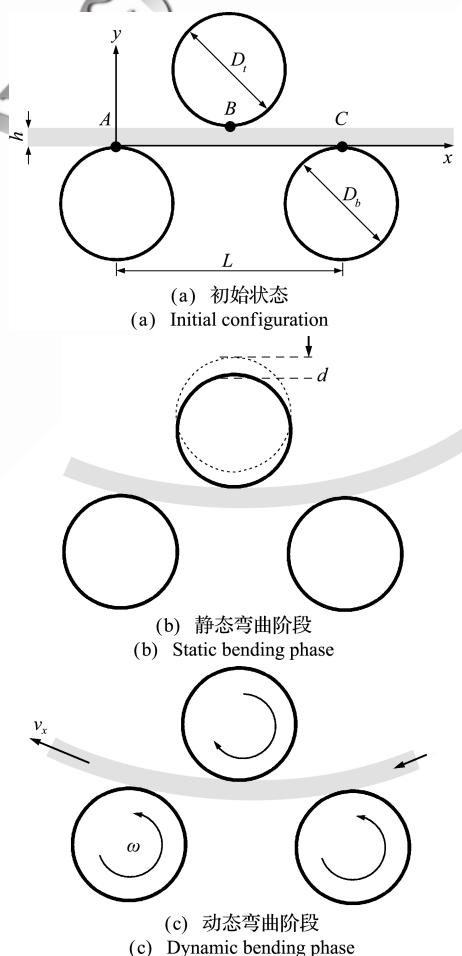 y
D_t
A
B
C
h
x
D_b
L
(a) 初始状态
(a) Initial configuration
d
(b) 静态弯曲阶段
(b) Static bending phase
v_x
ω
(c) 动态弯曲阶段
(c) Dynamic bending phase